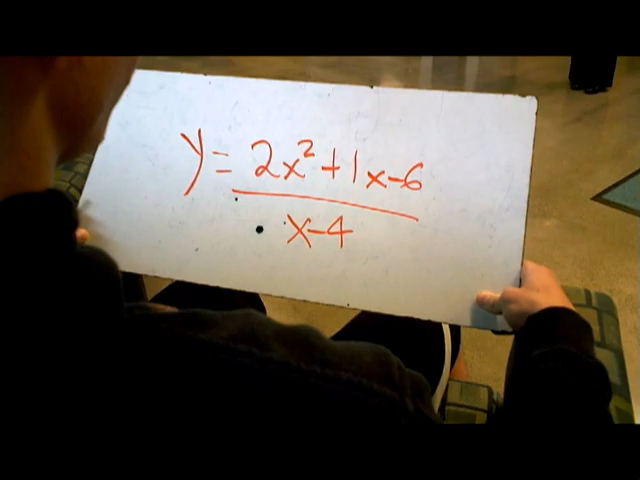 y = 2x² + 1x - 6
x - 4